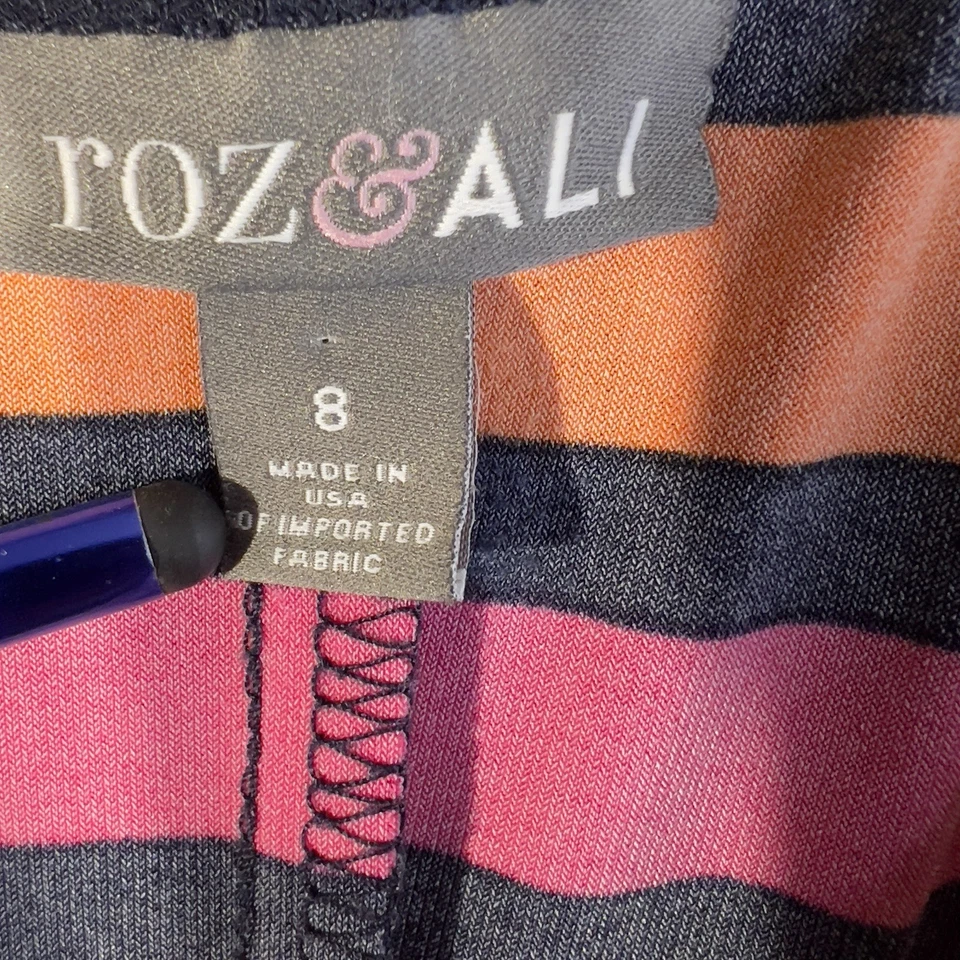 roz&ALI
8
MADE IN
USA
OF IMPORTED
FABRIC